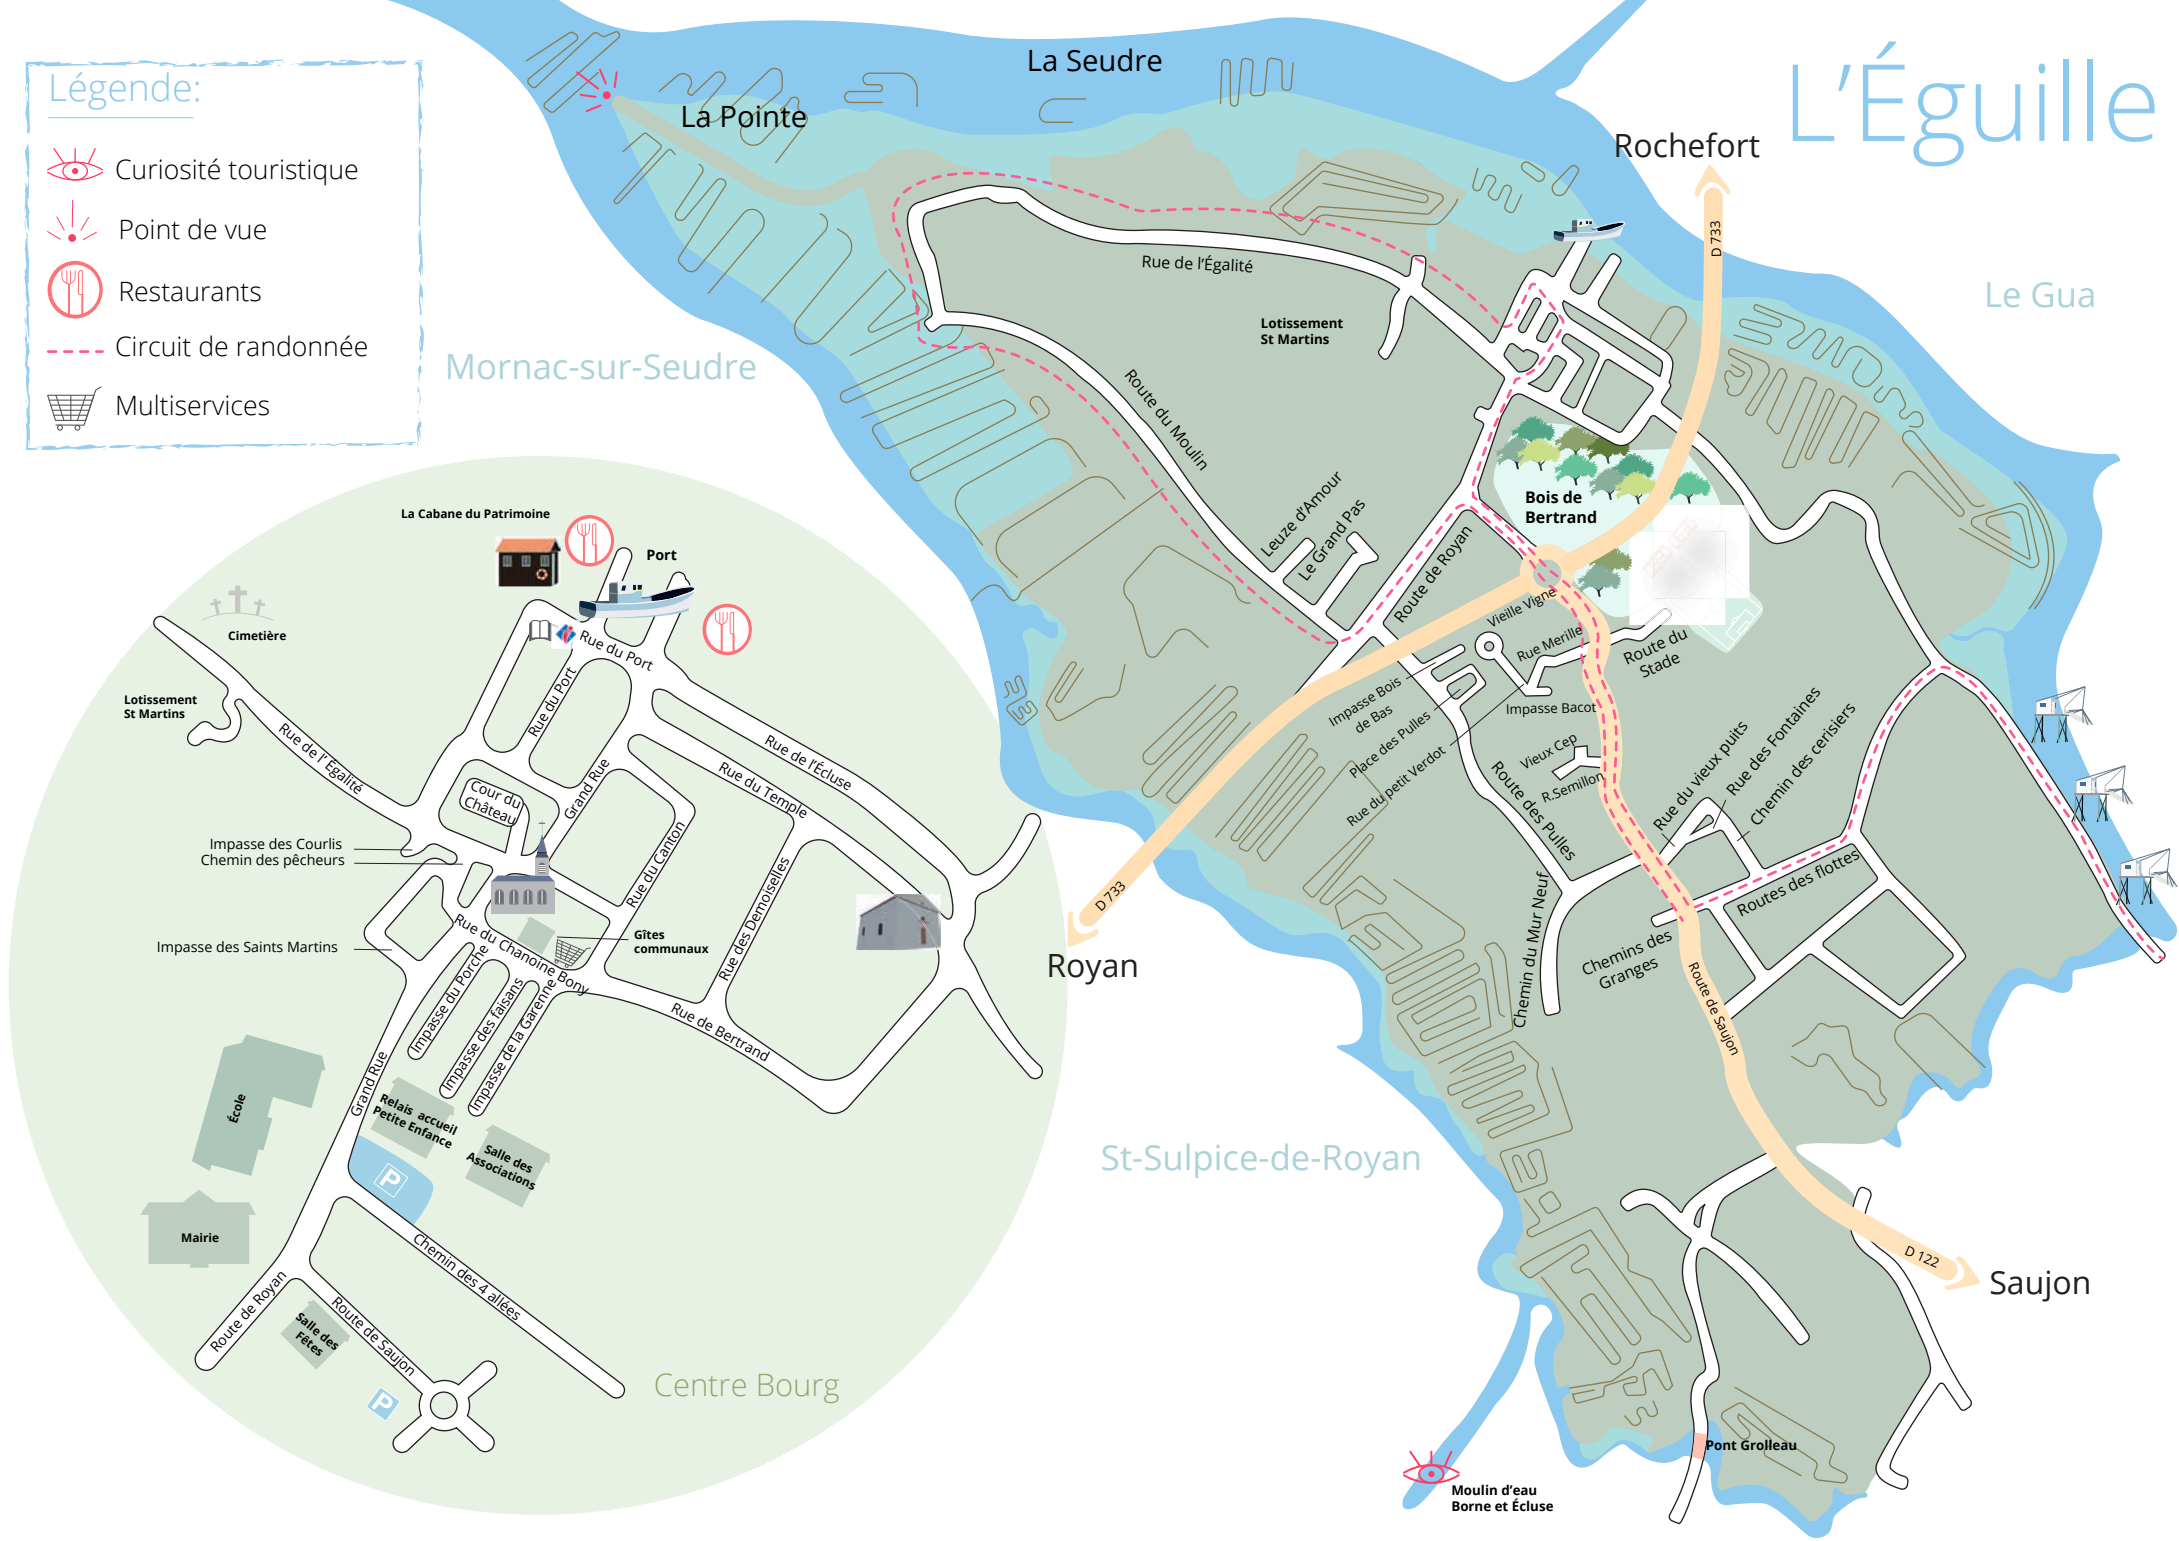 L'Éguille
Légende:
Curiosité touristique
Point de vue
Restaurants
Circuit de randonnée
Multiservices
La Seudre
La Pointe
Rochefort
D 733
Le Gua
Mornac-sur-Seudre
Rue de l'Égalité
Lotissement
St Martins
Route du Moulin
Leuze d'Amour
Le Grand Pas
Route de Royan
Bois de
Bertrand
Vieille Vigne
Rue Merille
Route du
Stade
Impasse Bois
de Bas
Impasse Bacot
Place des Pulles
Rue du petit Verdot
Vieux Cep
R.Semillon
Route des Pulles
Rue du vieux puits
Rue des Fontaines
Chemin des cerisiers
Routes des flottes
Chemin du Mur Neuf
Chemins des
Granges
Route de Saujon
D 733
Royan
St-Sulpice-de-Royan
D 122
Saujon
Pont Grolleau
Moulin d'eau
Borne et Écluse
La Cabane du Patrimoine
Port
Cimetière
Lotissement
St Martins
Rue de l' Égalité
Rue du Port
Rue du Port
Grand Rue
Cour du
Château
Rue de l'Écluse
Rue du Temple
Rue du Canton
Rue des Demoiselles
Impasse des Courlis
Chemin des pêcheurs
Impasse des Saints Martins
Rue du Chanoine Bony
Gîtes
communaux
Impasse du Porche
Impasse des faisans
Impasse de la Garenne
Rue de Bertrand
Grand Rue
École
Relais accueil
Petite Enfance
Salle des
Associations
P
Mairie
Chemin des 4 allées
Route de Royan
Route de Saujon
Salle des
Fêtes
P
Centre Bourg